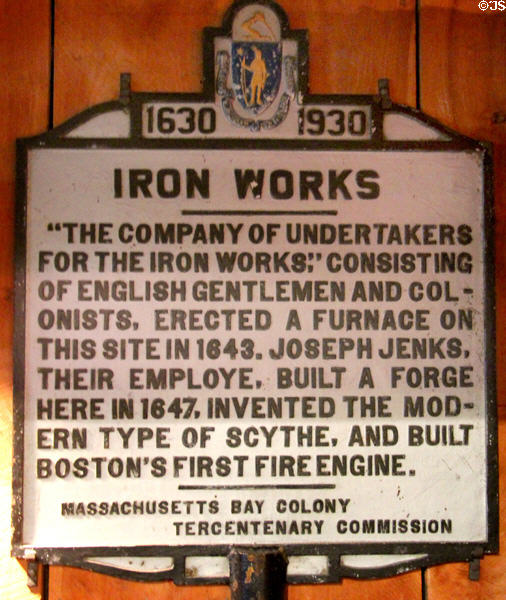 ©JS
1630 1930
IRON WORKS
"THE COMPANY OF UNDERTAKERS
FOR THE IRON WORKS," CONSISTING
OF ENGLISH GENTLEMEN AND COL-
ONISTS, ERECTED A FURNACE ON
THIS SITE IN 1643. JOSEPH JENKS,
THEIR EMPLOYE, BUILT A FORGE
HERE IN 1647, INVENTED THE MOD-
ERN TYPE OF SCYTHE, AND BUILT
BOSTON'S FIRST FIRE ENGINE.
MASSACHUSETTS BAY COLONY
TERCENTENARY COMMISSION